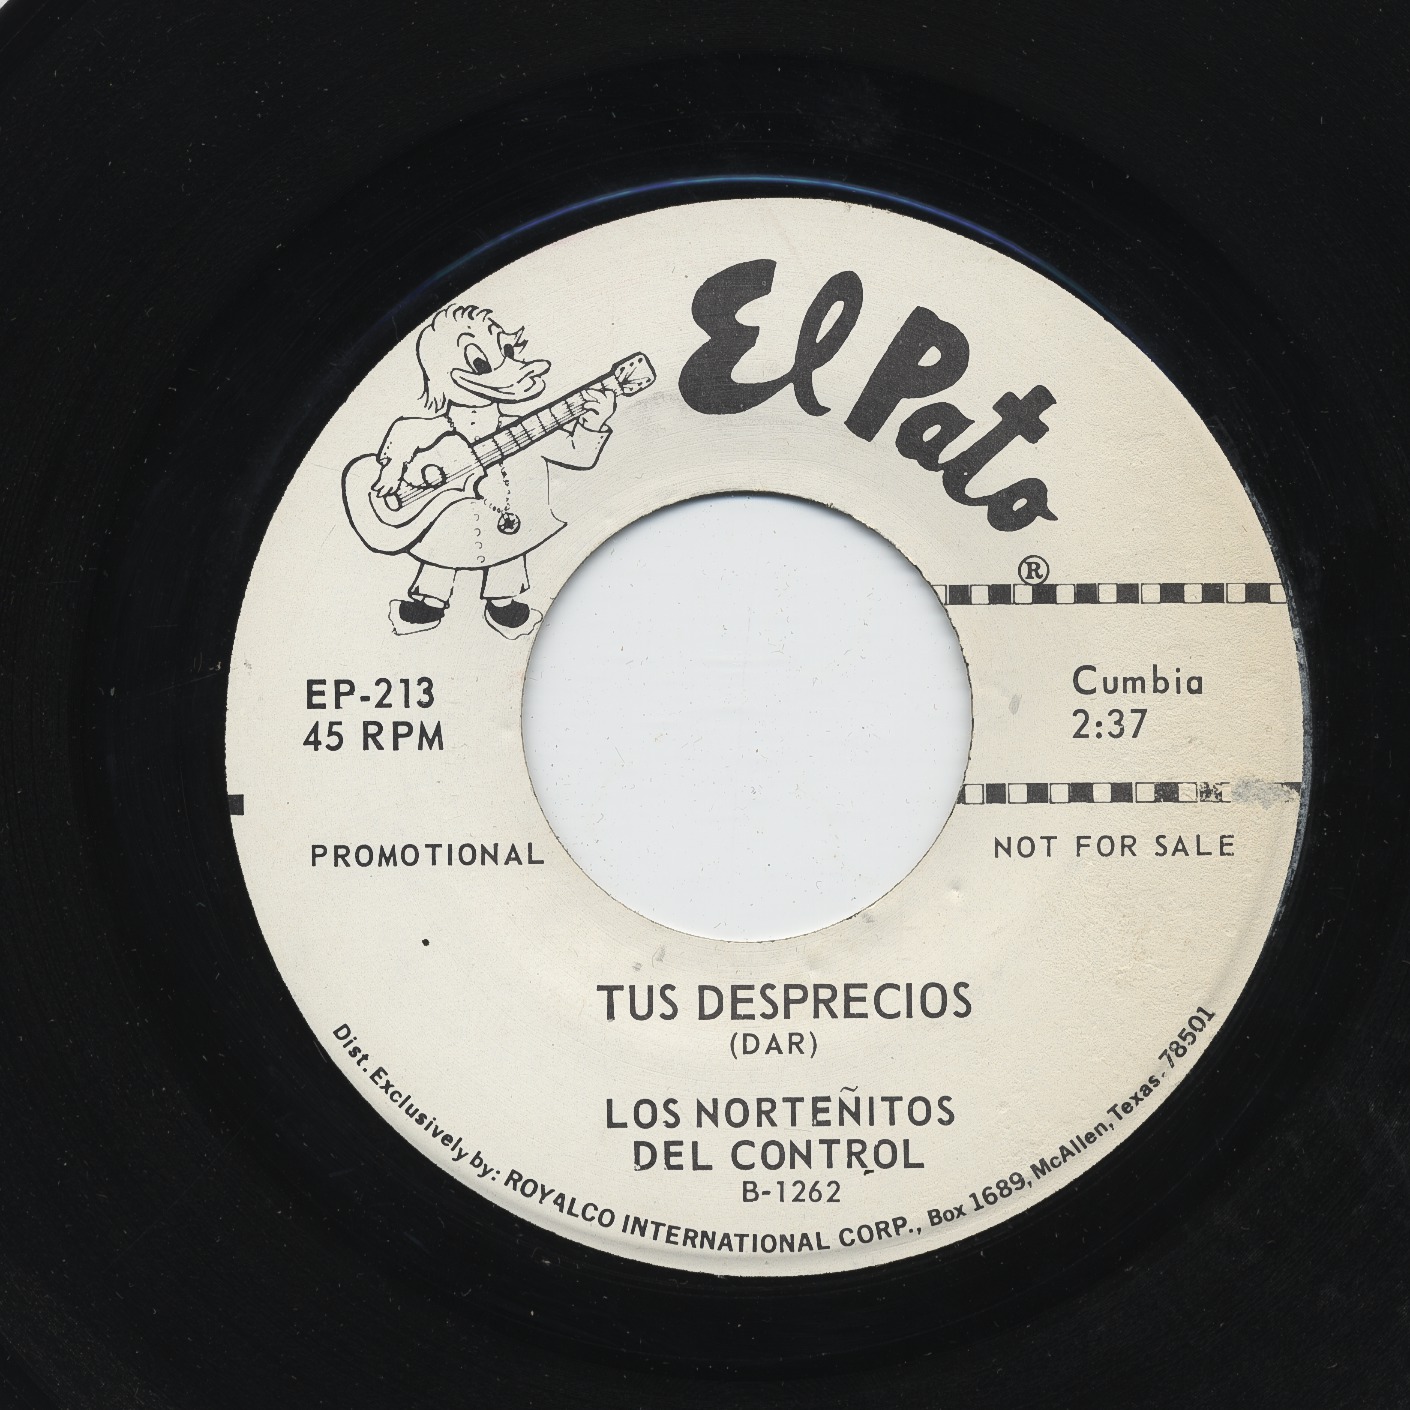 El Pato
®
EP-213
45 RPM
Cumbia
2:37
PROMOTIONAL
NOT FOR SALE
TUS DESPRECIOS
(DAR)
LOS NORTEÑITOS
DEL CONTROL
B-1262
Dist. Exclusively by: ROYALCO INTERNATIONAL CORP., Box 1689, McAllen, Texas. 78501